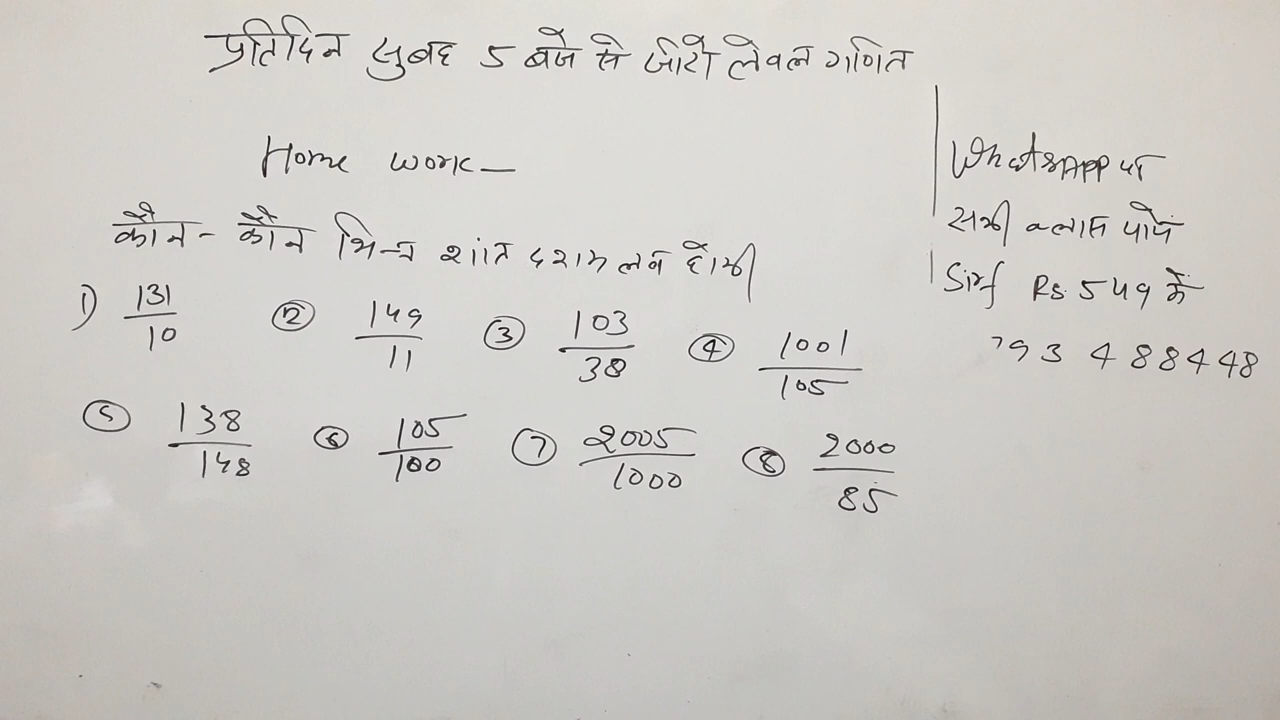 प्रतिदिन सुबह 5 बजे से जीरो लेवल गणित
Home work —
कौन - कौन भिन्न शांत दशमलव होगी
1) 131/10 ② 149/11 ③ 103/38 ④ 1001/105
⑤ 138/148 ⑥ 105/100 ⑦ 2005/1000 ⑧ 2000/85
WhatsApp पर
सभी क्लास पायें
Sirf Rs. 549 में
793 488448